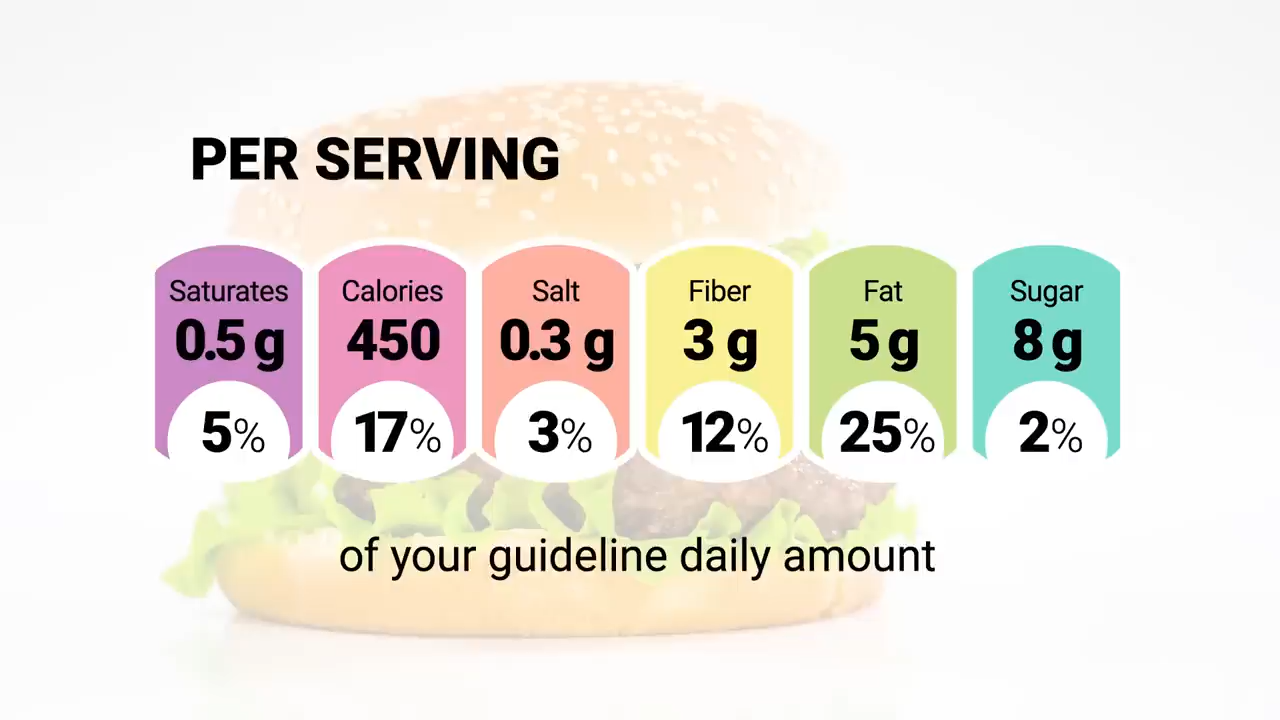 PER SERVING
Saturates Calories Salt Fiber Fat Sugar
0.5 g 450 0.3 g 3 g 5 g 8 g
5% 17% 3% 12% 25% 2%
of your guideline daily amount